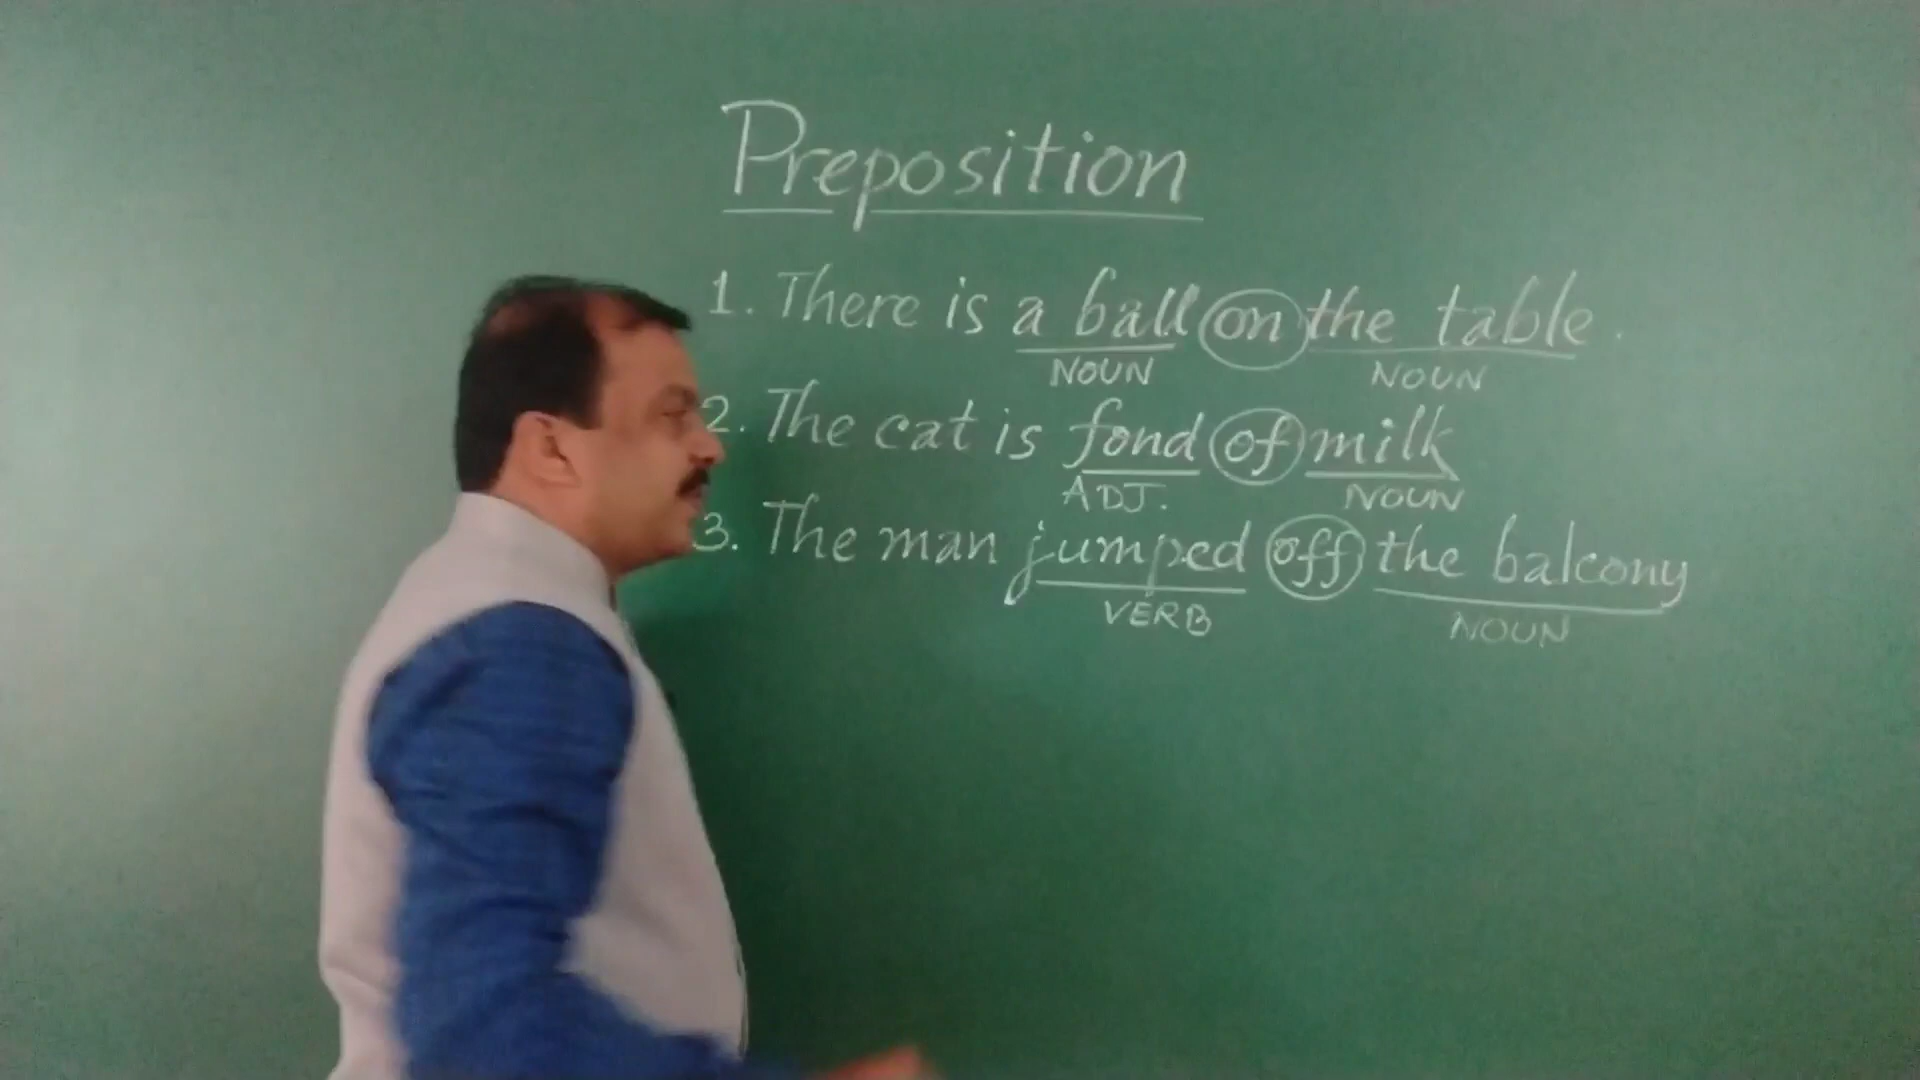 Preposition
1. There is a ball on the table.
NOUN NOUN
2. The cat is fond of milk
ADJ. NOUN
3. The man jumped off the balcony
VERB NOUN